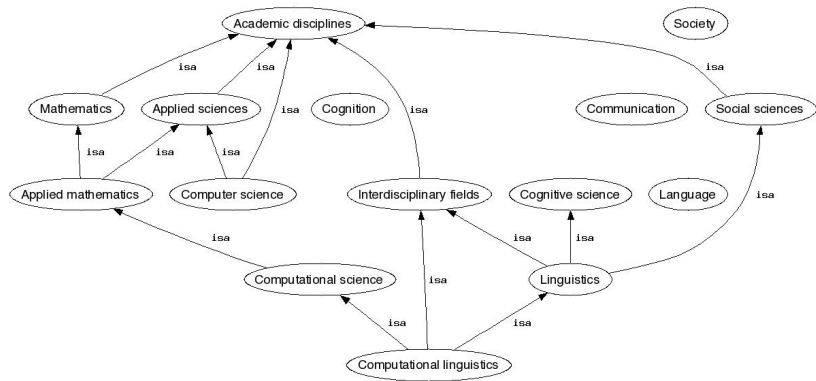 Academic disciplines
Society
isa
isa
isa
isa
isa
Mathematics
Applied sciences
Cognition
Communication
Social sciences
isa
isa
isa
isa
Applied mathematics
Computer science
Interdisciplinary fields
Cognitive science
Language
isa
isa
isa
Computational science
isa
Linguistics
isa
isa
Computational linguistics